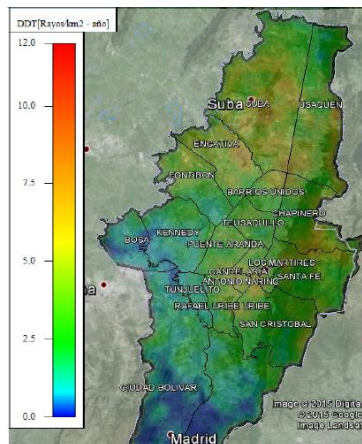 DDT[Rayos/km2 - año]
12.0
10.0
7.5
5.0
2.5
0.0
Suba
SUBA
USAQUEN
ENGATIVA
FONTIBON
BARRIOS UNIDOS
CHAPINERO
TEUSAQUILLO
KENNEDY
BOSA
PUENTE ARANDA
LOS MARTIRES
CANDELARIA
SANTA FE
ANTONIO NARIÑO
TUNJUELITO
RAFAEL URIBE URIBE
SAN CRISTOBAL
CIUDAD BOLIVAR
Madrid
Image © 2015 Digital
© 2015 Google
Image Landsat